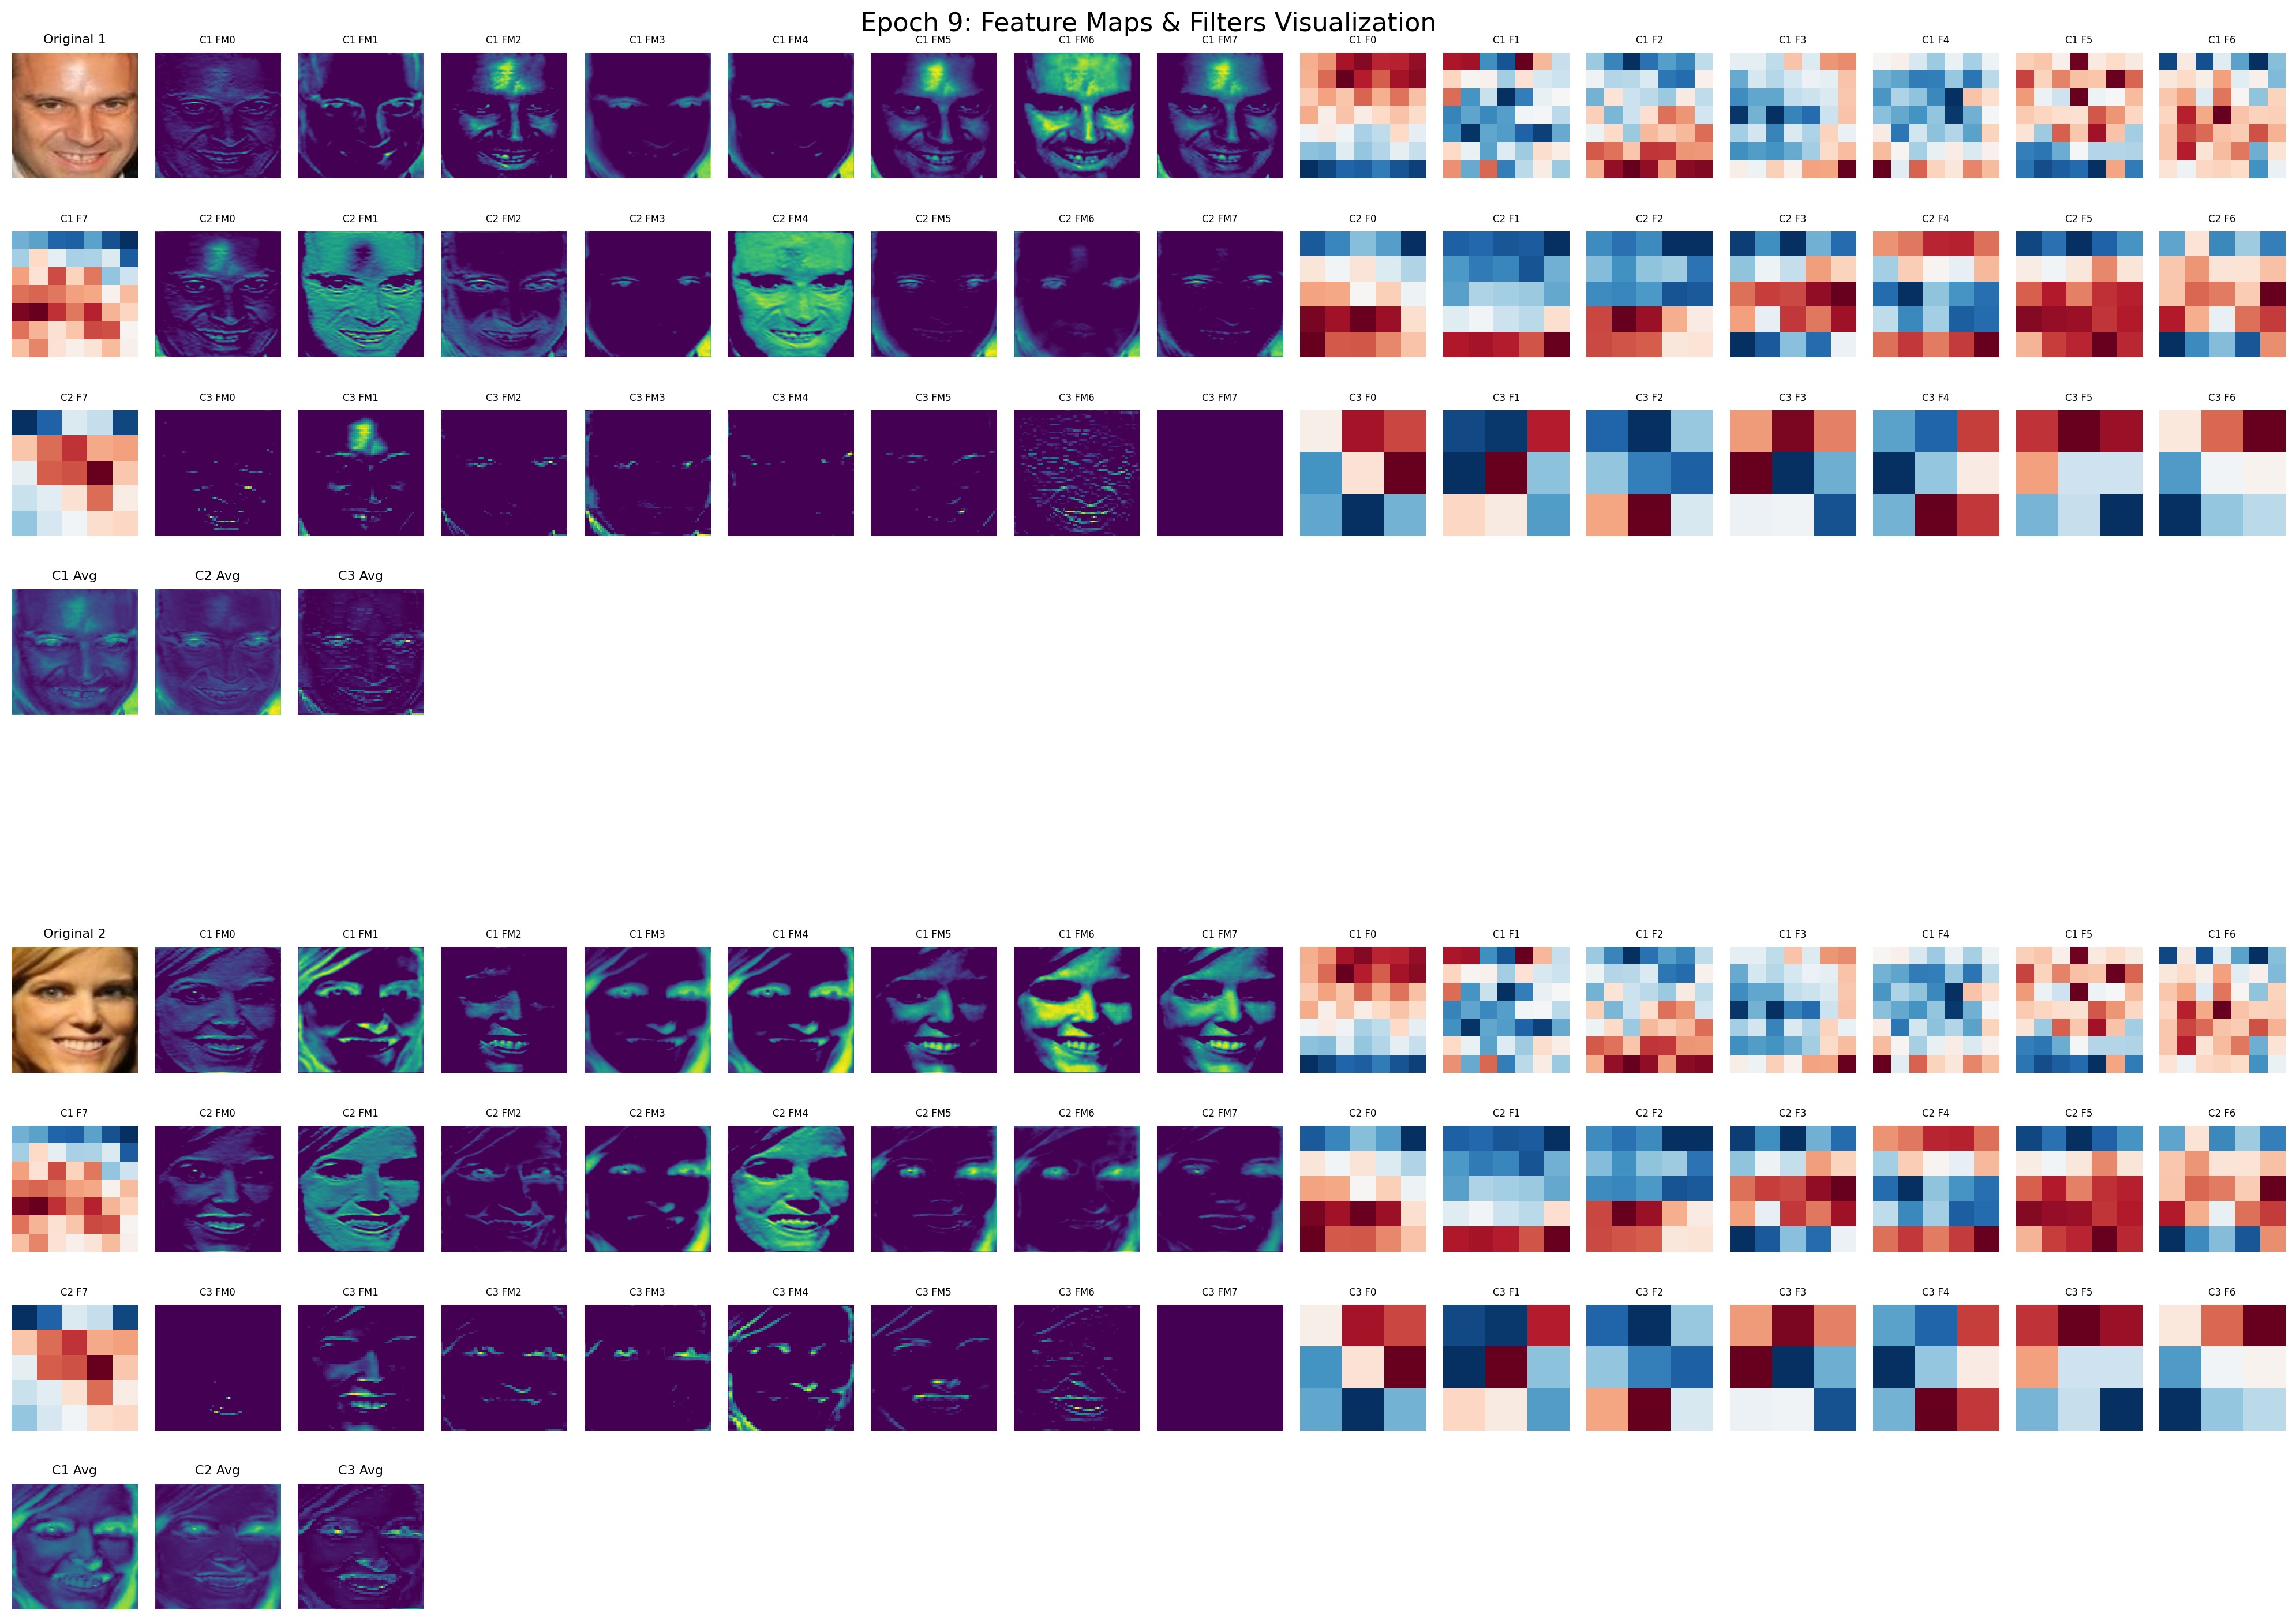 Epoch 9: Feature Maps & Filters Visualization
Original 1 C1 FM0 C1 FM1 C1 FM2 C1 FM3 C1 FM4 C1 FM5 C1 FM6 C1 FM7 C1 F0 C1 F1 C1 F2 C1 F3 C1 F4 C1 F5 C1 F6
C1 F7 C2 FM0 C2 FM1 C2 FM2 C2 FM3 C2 FM4 C2 FM5 C2 FM6 C2 FM7 C2 F0 C2 F1 C2 F2 C2 F3 C2 F4 C2 F5 C2 F6
C2 F7 C3 FM0 C3 FM1 C3 FM2 C3 FM3 C3 FM4 C3 FM5 C3 FM6 C3 FM7 C3 F0 C3 F1 C3 F2 C3 F3 C3 F4 C3 F5 C3 F6
C1 Avg C2 Avg C3 Avg
Original 2 C1 FM0 C1 FM1 C1 FM2 C1 FM3 C1 FM4 C1 FM5 C1 FM6 C1 FM7 C1 F0 C1 F1 C1 F2 C1 F3 C1 F4 C1 F5 C1 F6
C1 F7 C2 FM0 C2 FM1 C2 FM2 C2 FM3 C2 FM4 C2 FM5 C2 FM6 C2 FM7 C2 F0 C2 F1 C2 F2 C2 F3 C2 F4 C2 F5 C2 F6
C2 F7 C3 FM0 C3 FM1 C3 FM2 C3 FM3 C3 FM4 C3 FM5 C3 FM6 C3 FM7 C3 F0 C3 F1 C3 F2 C3 F3 C3 F4 C3 F5 C3 F6
C1 Avg C2 Avg C3 Avg